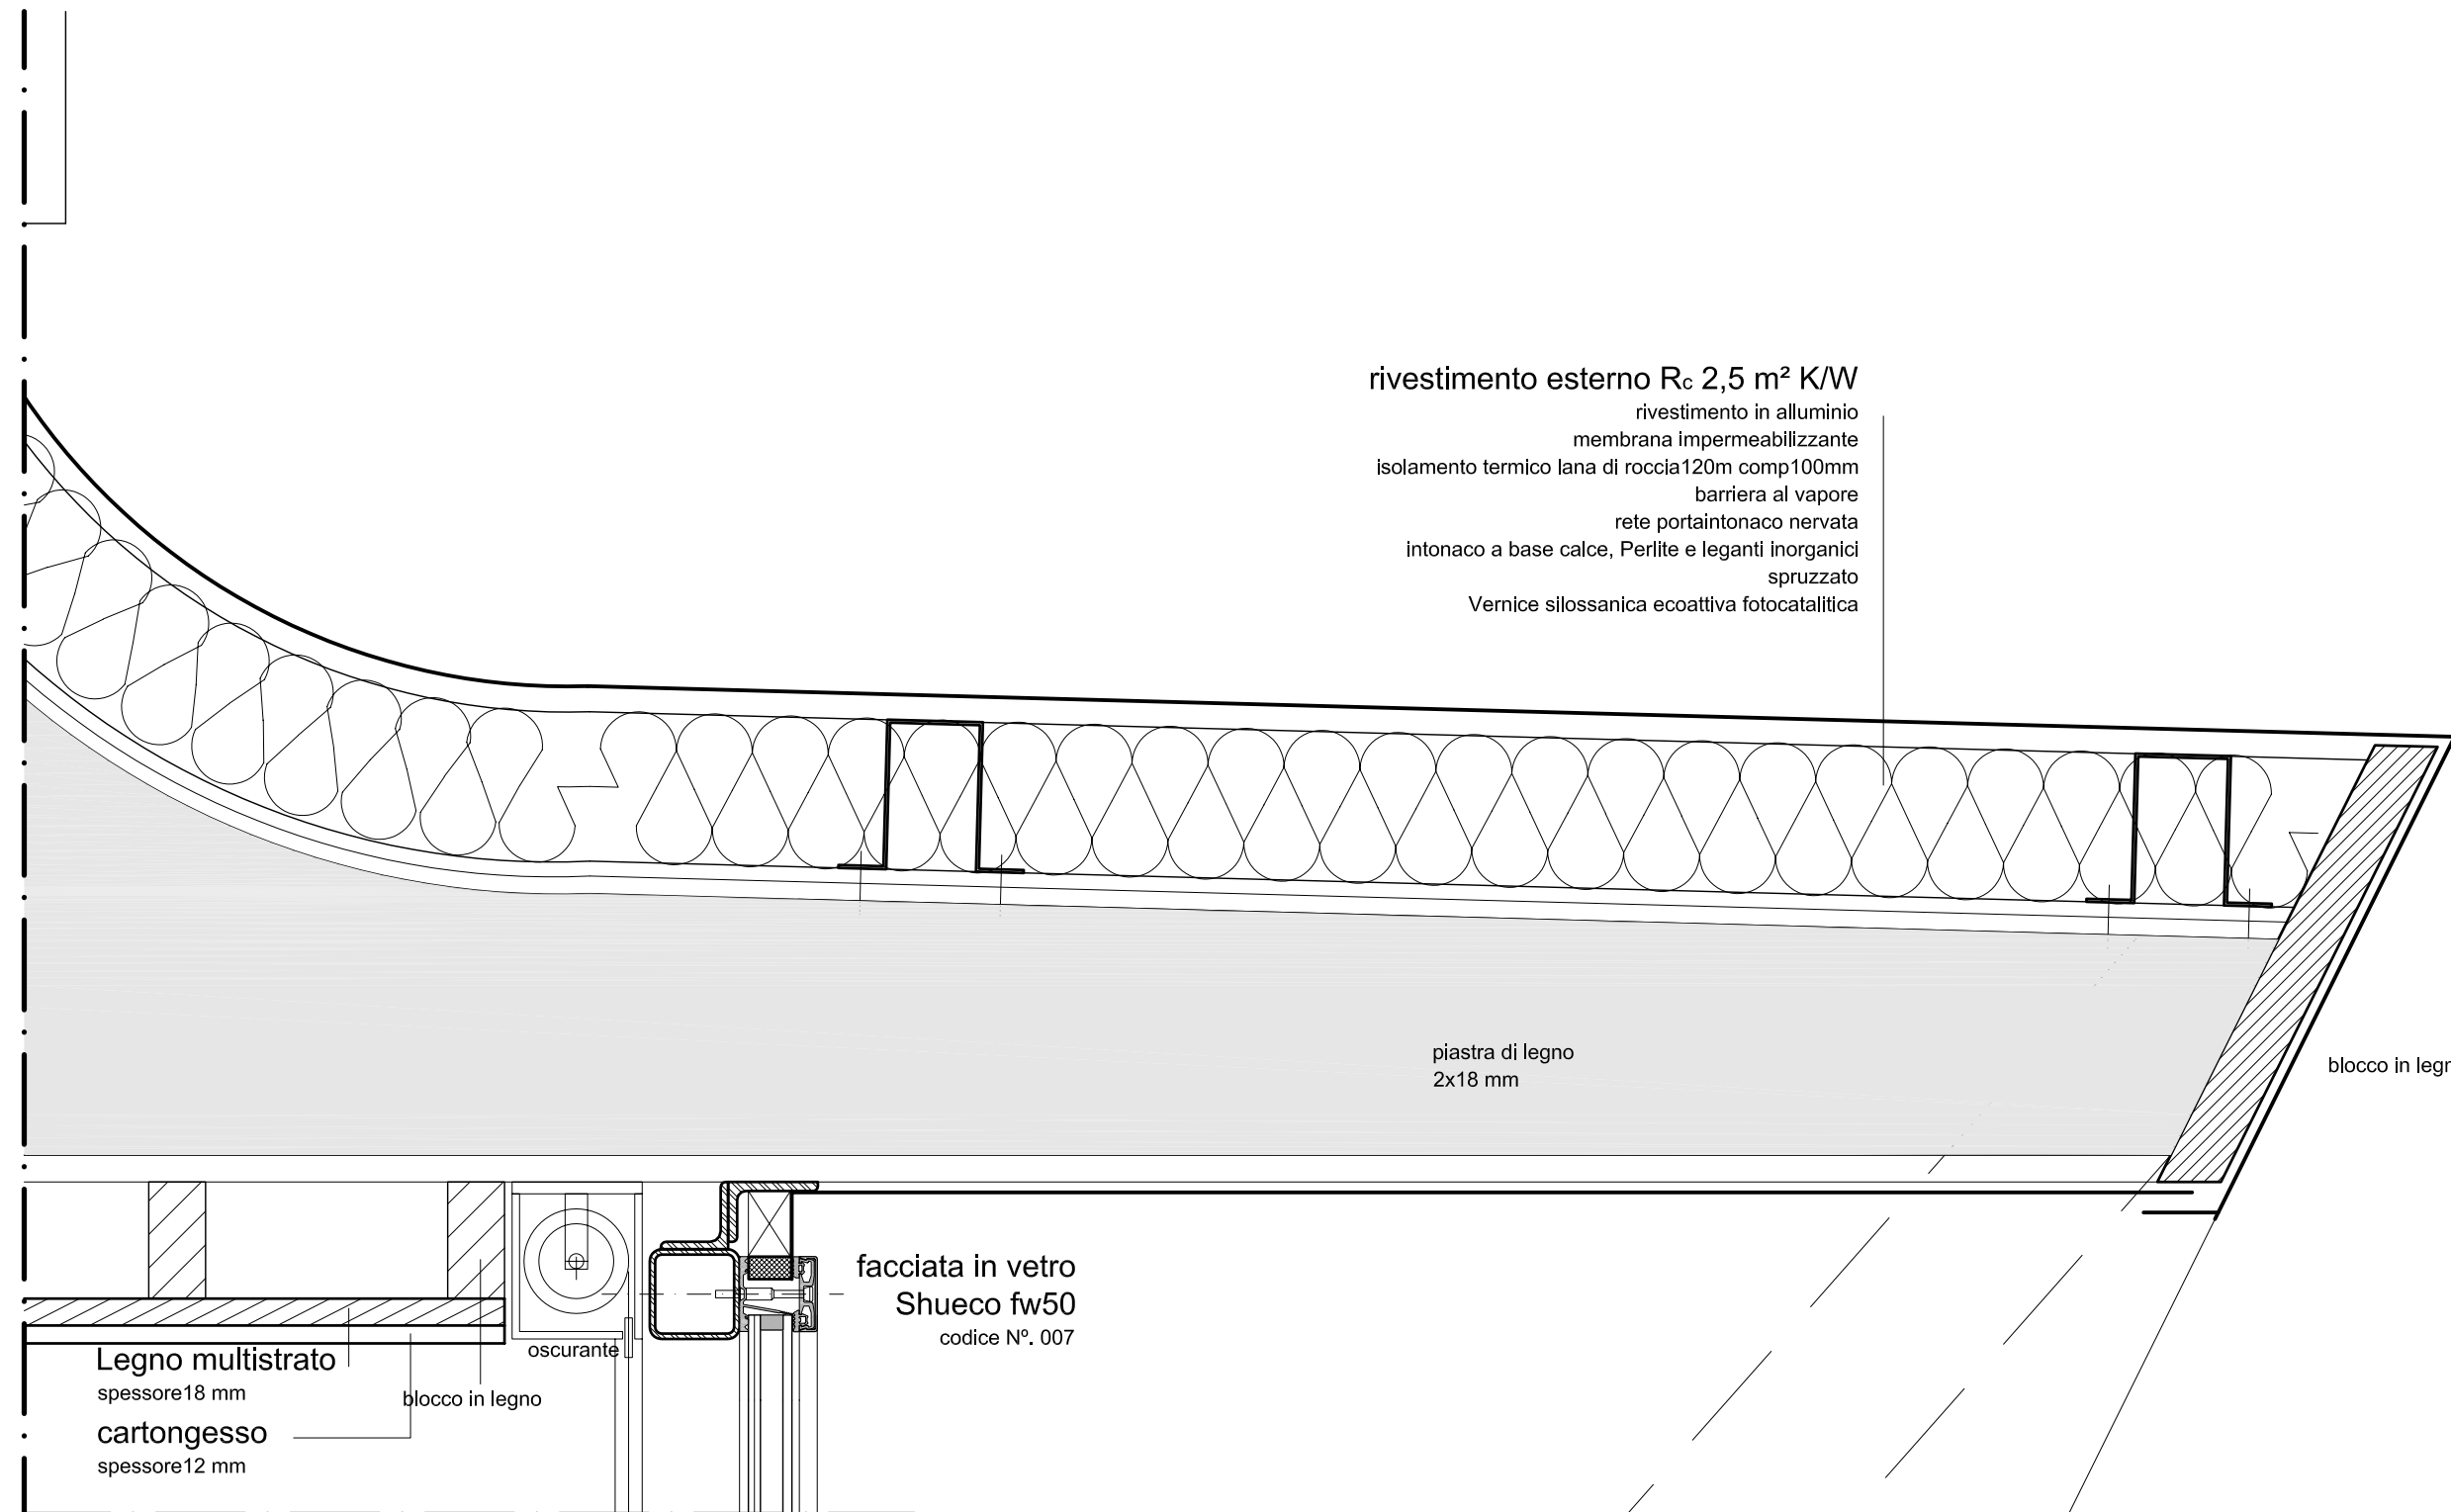 rivestimento esterno Rc 2,5 m² K/W
rivestimento in alluminio
membrana impermeabilizzante
isolamento termico lana di roccia120m comp100mm
barriera al vapore
rete portaintonaco nervata
intonaco a base calce, Perlite e leganti inorganici
spruzzato
Vernice silossanica ecoattiva fotocatalitica
piastra di legno
2x18 mm
blocco in
facciata in vetro
Shueco fw50
codice Nº. 007
oscurante
Legno multistrato
spessore18 mm
blocco in legno
cartongesso
spessore12 mm